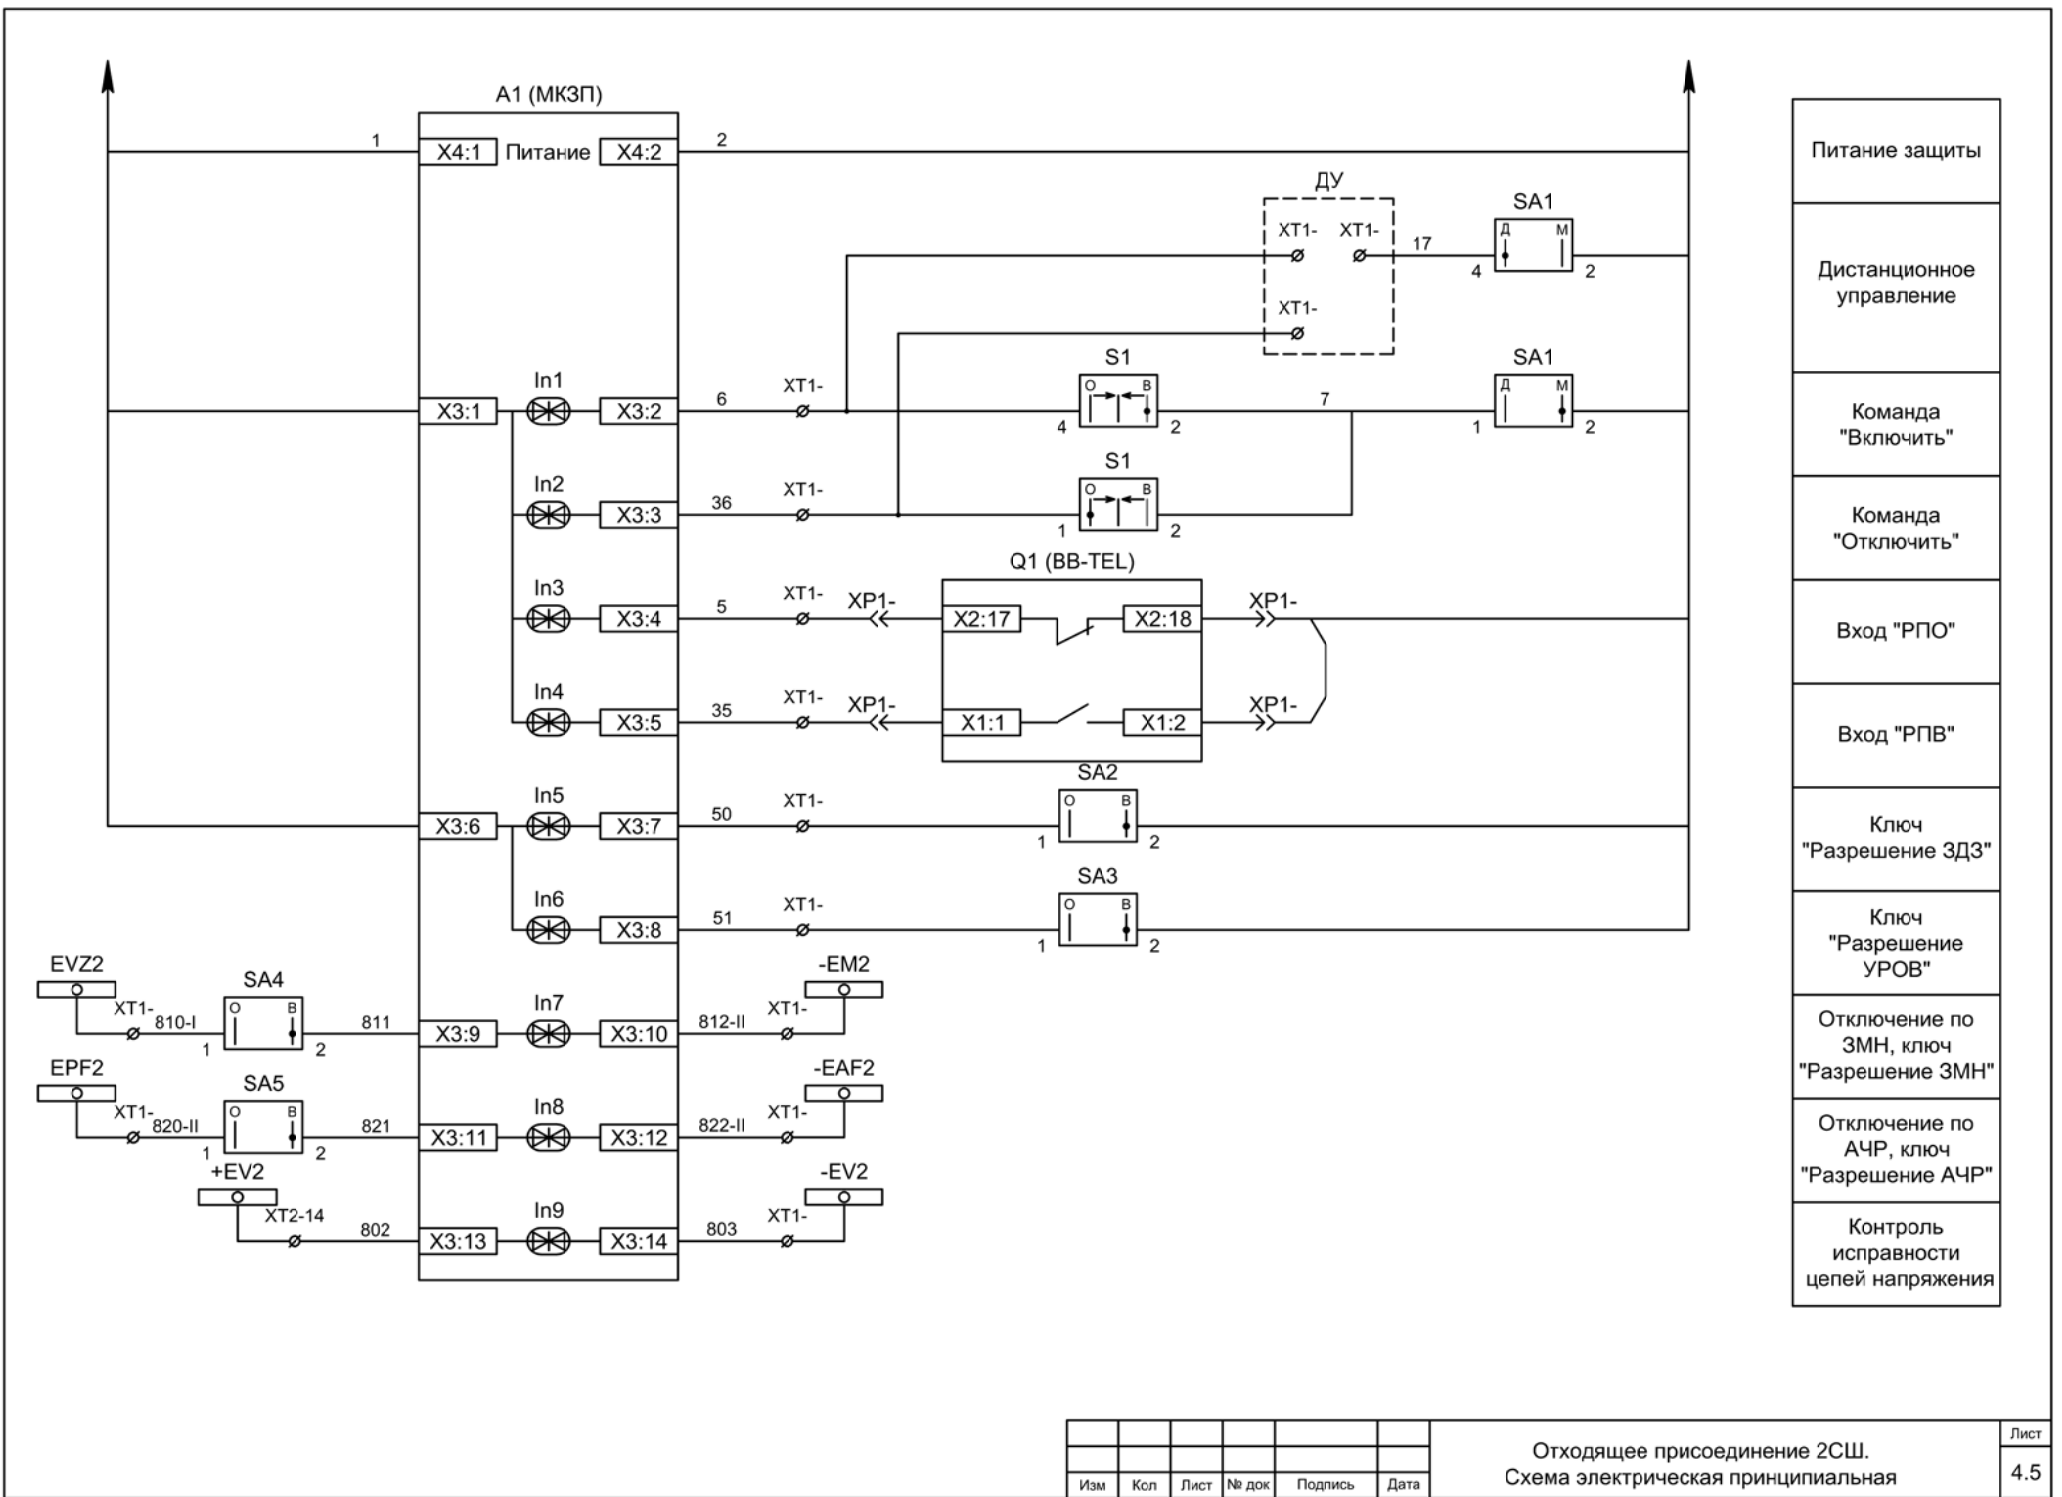 А1 (МКЗП)
1
X4:1 Питание X4:2
2
Питание защиты
ДУ
XT1- XT1-
17
SA1
Д М
4 2
XT1-
Дистанционное
управление
In1
X3:1 X3:2
6
XT1-
S1
О В
4 2
7
SA1
Д М
1 2
Команда
"Включить"
In2
X3:3
36
XT1-
S1
О В
1 2
Команда
"Отключить"
Q1 (BB-TEL)
In3
X3:4
5
XT1-
XP1-
X2:17 X2:18
XP1-
Вход "РПО"
In4
X3:5
35
XT1-
XP1-
X1:1 X1:2
XP1-
Вход "РПВ"
In5
X3:6 X3:7
50
XT1-
SA2
О В
1 2
Ключ
"Разрешение ЗДЗ"
In6
X3:8
51
XT1-
SA3
О В
1 2
Ключ
"Разрешение
УРОВ"
EVZ2
XT1-
810-I
SA4
О В
1 2
811
In7
X3:9 X3:10
812-II
XT1-
-EM2
Отключение по
ЗМН, ключ
"Разрешение ЗМН"
EPF2
XT1-
820-II
SA5
О В
1 2
821
In8
X3:11 X3:12
822-II
XT1-
-EAF2
Отключение по
АЧР, ключ
"Разрешение АЧР"
+EV2
XT2-14
802
In9
X3:13 X3:14
803
XT1-
-EV2
Контроль
исправности
цепей напряжения
Изм Кол Лист № док Подпись Дата
Отходящее присоединение 2СШ.
Схема электрическая принципиальная
Лист
4.5
2